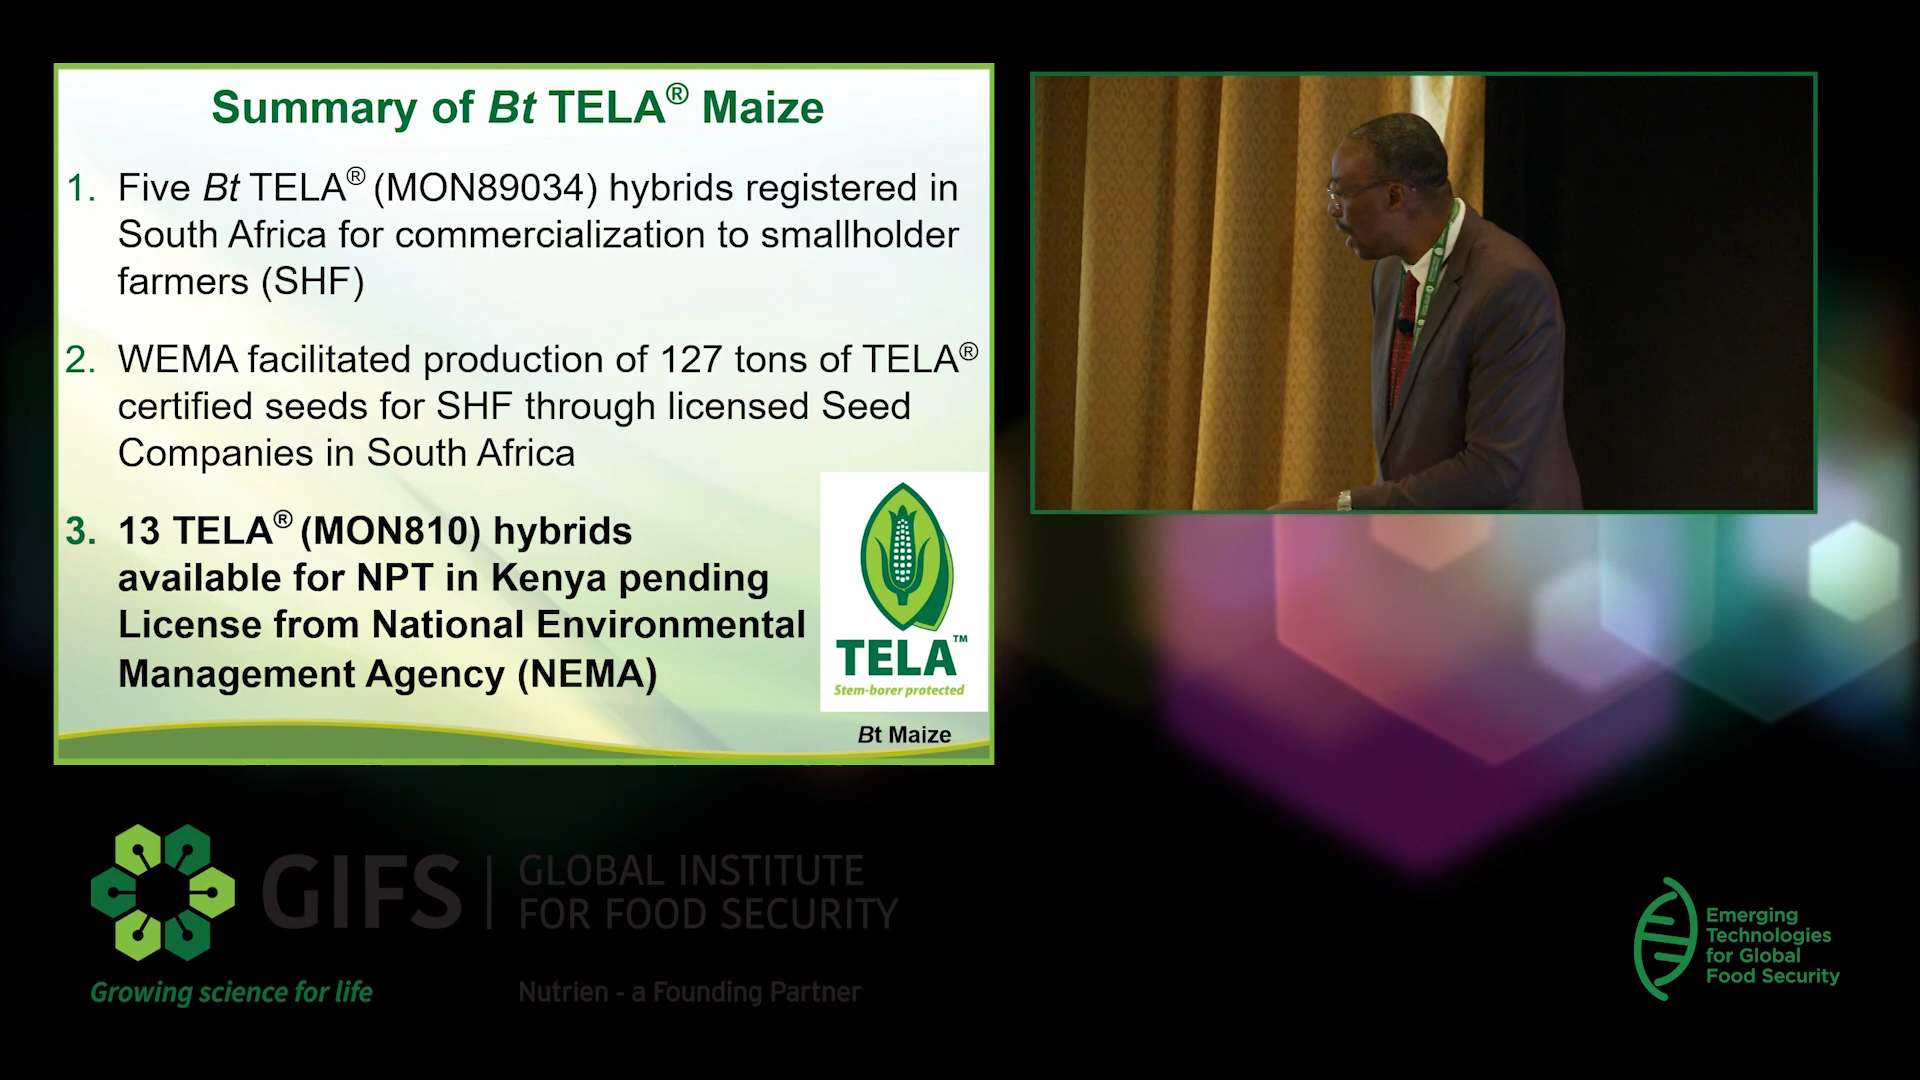 Summary of Bt TELA® Maize
1. Five Bt TELA® (MON89034) hybrids registered in
South Africa for commercialization to smallholder
farmers (SHF)
2. WEMA facilitated production of 127 tons of TELA®
certified seeds for SHF through licensed Seed
Companies in South Africa
3. 13 TELA® (MON810) hybrids
available for NPT in Kenya pending
License from National Environmental
Management Agency (NEMA)
TELA™
Stem-borer protected
Bt Maize
GIFS
GLOBAL INSTITUTE
FOR FOOD SECURITY
Growing science for life
Nutrien - a Founding Partner
Emerging
Technologies
for Global
Food Security